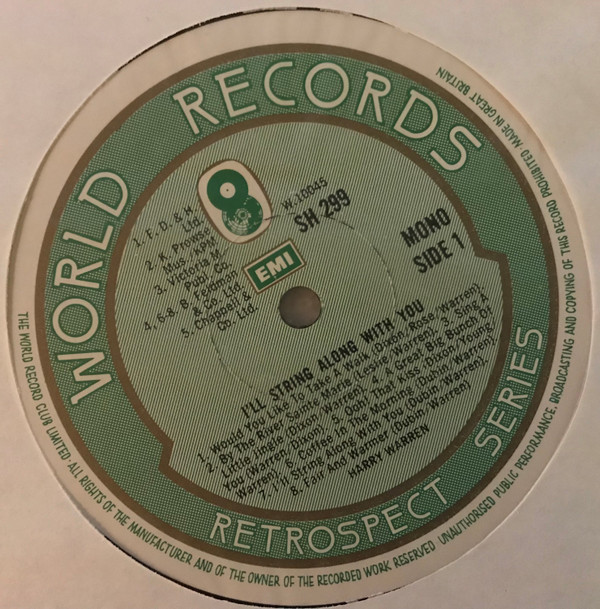 WORLD RECORDS
RETROSPECT SERIES
1. F. D. & H.
Ltd.
2. K. Prowse
Mus./KPM
3. Victoria M.
Publ. Co.
4, 6-8. B. Feldman
& Co. Ltd.
5. Chappell &
Co. Ltd.
W.10045
SH 299
EMI
MONO
SIDE 1
I'LL STRING ALONG WITH YOU
1. Would You Like To Take A Walk (Dixon/Rose/Warren).
2. By The River Sainte Marie (Leslie/Warren). 3. Sing A
Little Jingle (Dixon/Warren). 4. A Great Big Bunch Of
You (Warren, Dixon). 5. Ooh! That Kiss (Dixon/Young/
Warren). 6. Coffee In The Morning (Dubin/Warren).
7. I'll String Along With You (Dubin/Warren).
8. Fair And Warmer (Dubin/Warren).
HARRY WARREN
THE WORLD RECORD CLUB LIMITED·ALL RIGHTS OF THE MANUFACTURER AND OF THE OWNER OF THE RECORDED WORK RESERVED UNAUTHORISED PUBLIC PERFORMANCE, BROADCASTING AND COPYING OF THIS RECORD PROHIBITED·MADE IN GREAT BRITAIN